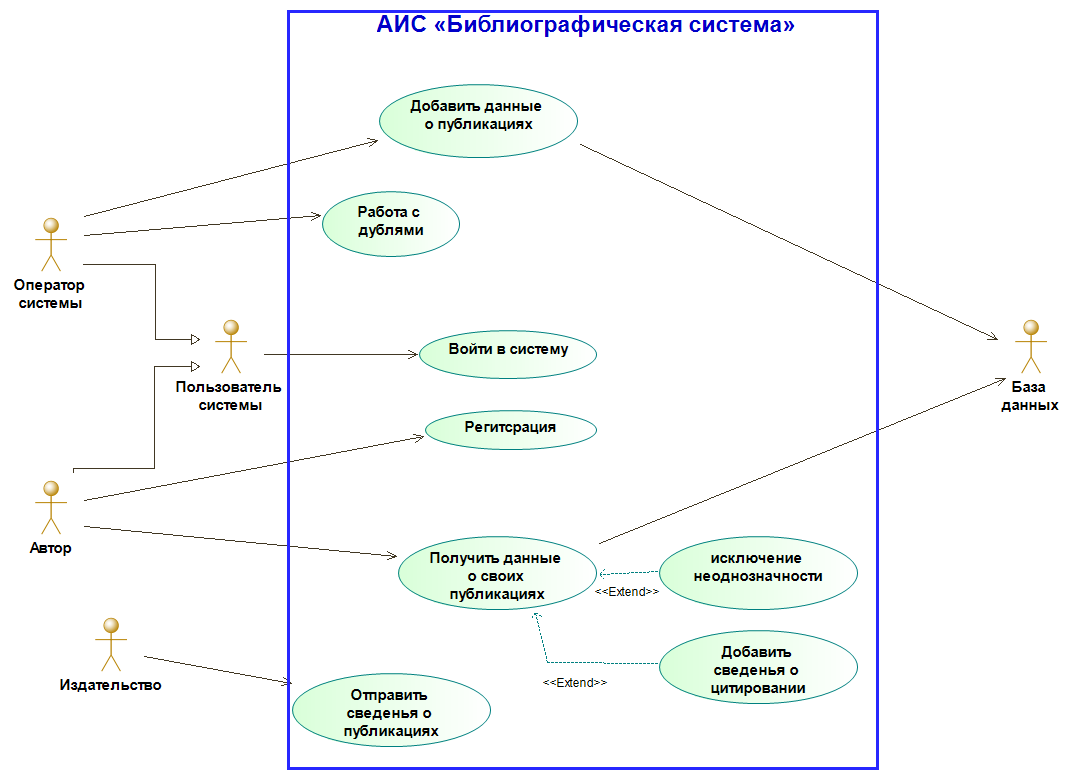 АИС «Библиографическая система»
Добавить данные
о публикациях
Работа с
дублями
Оператор
системы
Войти в систему
Пользователь
системы
База
данных
Регитсрация
Автор
Получить данные
о своих
публикациях
исключение
неоднозначности
<<Extend>>
Добавить
сведенья о
цитировании
<<Extend>>
Издательство
Отправить
сведенья о
публикациях